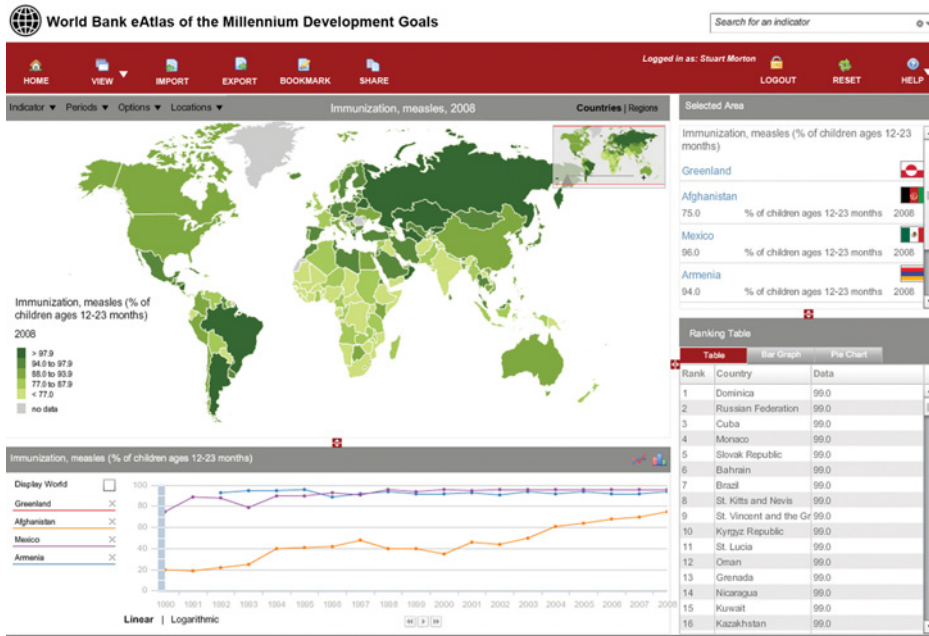 World Bank eAtlas of the Millennium Development Goals
Search for an indicator
Logged in as: Stuart Morton
HOME
VIEW
IMPORT
EXPORT
BOOKMARK
SHARE
LOGOUT
RESET
HELP
Indicator ▼ Periods ▼ Options ▼ Locations ▼
Immunization, measles, 2008
Countries | Regions
Immunization, measles (% of
children ages 12-23 months)
2008
> 97.9
94.0 to 97.9
88.0 to 93.9
77.0 to 87.9
< 77.0
no data
Selected Area
Immunization, measles (% of children ages 12-23
months)
Greenland
Afghanistan
75.0 % of children ages 12-23 months 2008
Mexico
96.0 % of children ages 12-23 months 2008
Armenia
94.0 % of children ages 12-23 months 2008
Ranking Table
Table Bar Graph Pie Chart
Rank Country Data
1 Dominica 99.0
2 Russian Federation 99.0
3 Cuba 99.0
4 Monaco 99.0
5 Slovak Republic 99.0
6 Bahrain 99.0
7 Brazil 99.0
8 St. Kitts and Nevis 99.0
9 St. Vincent and the Gr 99.0
10 Kyrgyz Republic 99.0
11 St. Lucia 99.0
12 Oman 99.0
13 Grenada 99.0
14 Nicaragua 99.0
15 Kuwait 99.0
16 Kazakhstan 99.0
Immunization, measles (% of children ages 12-23 months)
Display World
Greenland
Afghanistan
Mexico
Armenia
100
80
60
40
20
0
1990 1991 1992 1993 1994 1995 1996 1997 1998 1999 2000 2001 2002 2003 2004 2005 2006 2007 2008
Linear | Logarithmic